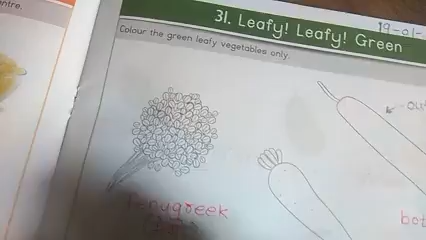 ntre.
19-01-
31. Leafy! Leafy! Green
Colour the green leafy vegetables only.
Fenugreek